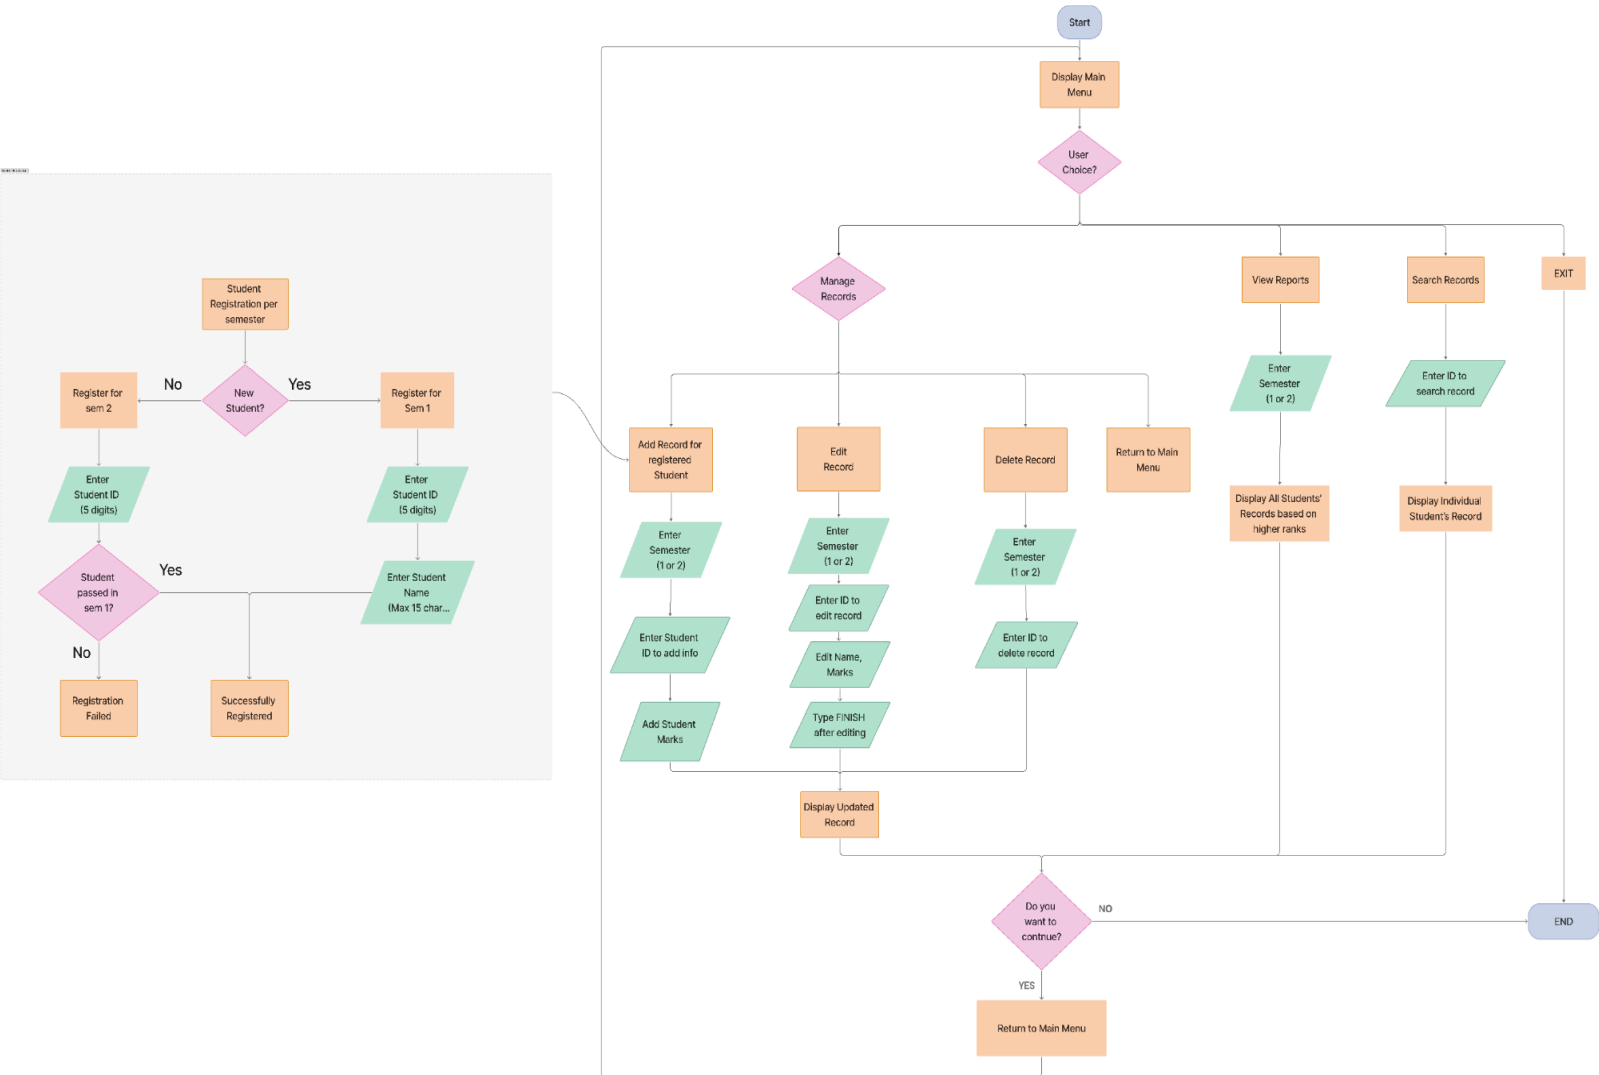 Start
Display Main
Menu
User
Choice?
Manage
Records
View Reports
Search Records
EXIT
Student
Registration per
semester
New
Student?
No
Yes
Register for
sem 2
Register for
Sem 1
Enter
Student ID
(5 digits)
Enter
Student ID
(5 digits)
Student
passed in
sem 1?
Yes
No
Enter Student
Name
(Max 15 char...
Registration
Failed
Successfully
Registered
Add Record for
registered
Student
Edit
Record
Delete Record
Return to Main
Menu
Enter
Semester
(1 or 2)
Enter Student
ID to add info
Add Student
Marks
Enter
Semester
(1 or 2)
Enter ID to
edit record
Edit Name,
Marks
Type FINISH
after editing
Enter
Semester
(1 or 2)
Enter ID to
delete record
Enter
Semester
(1 or 2)
Display All Students'
Records based on
higher ranks
Enter ID to
search record
Display Individual
Student's Record
Display Updated
Record
Do you
want to
contnue?
NO
END
YES
Return to Main Menu